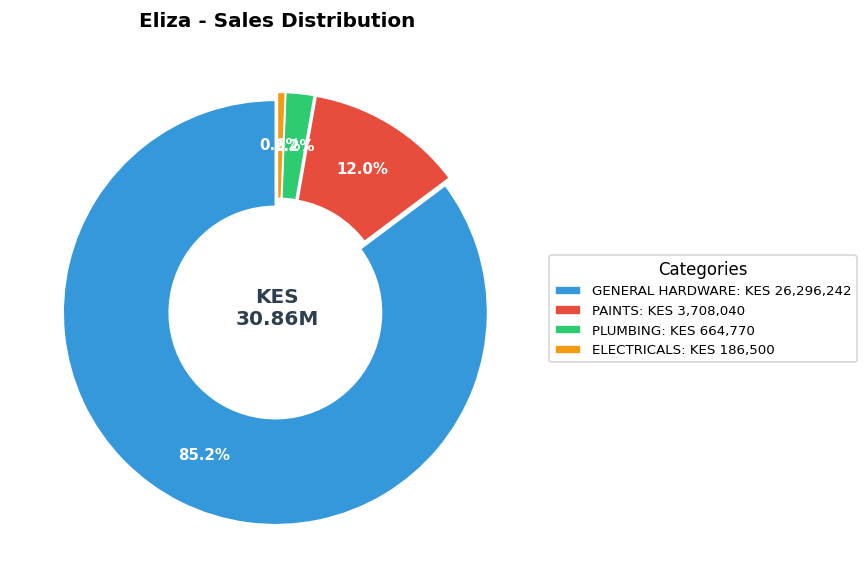 Eliza - Sales Distribution
12.0%
KES
30.86M
85.2%
Categories
GENERAL HARDWARE: KES 26,296,242
PAINTS: KES 3,708,040
PLUMBING: KES 664,770
ELECTRICALS: KES 186,500